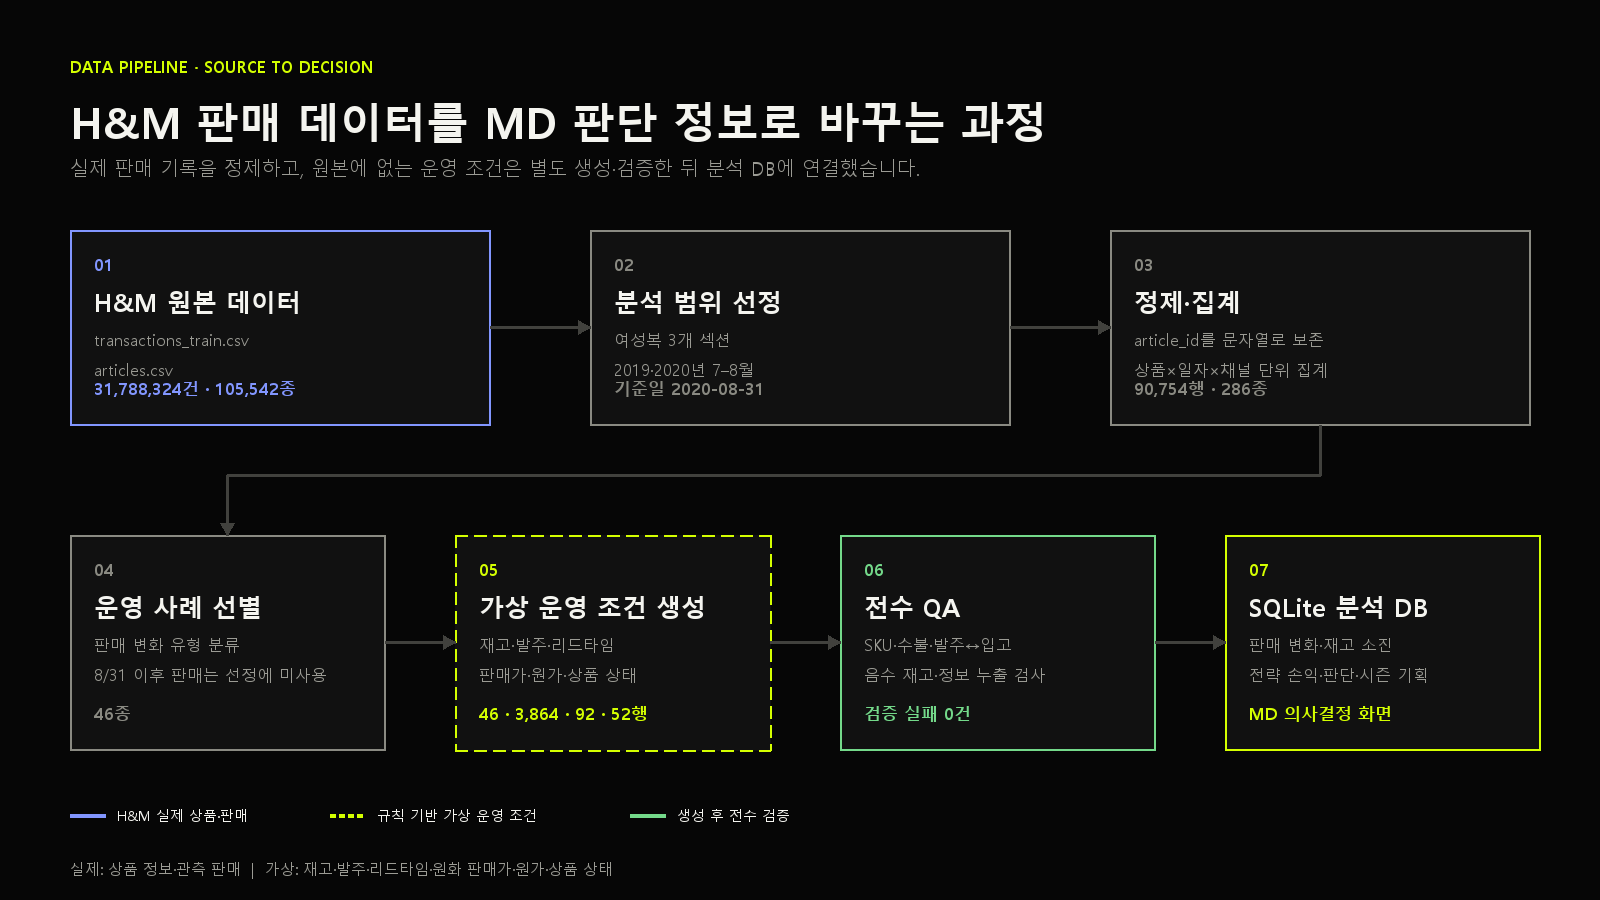 DATA PIPELINE · SOURCE TO DECISION
H&M 판매 데이터를 MD 판단 정보로 바꾸는 과정
실제 판매 기록을 정제하고, 원본에 없는 운영 조건은 별도 생성·검증한 뒤 분석 DB에 연결했습니다.
01
H&M 원본 데이터
transactions_train.csv
articles.csv
31,788,324건 · 105,542종
02
분석 범위 선정
여성복 3개 섹션
2019·2020년 7–8월
기준일 2020-08-31
03
정제·집계
article_id를 문자열로 보존
상품×일자×채널 단위 집계
90,754행 · 286종
04
운영 사례 선별
판매 변화 유형 분류
8/31 이후 판매는 선정에 미사용
46종
05
가상 운영 조건 생성
재고·발주·리드타임
판매가·원가·상품 상태
46 · 3,864 · 92 · 52행
06
전수 QA
SKU·수불·발주↔입고
음수 재고·정보 누출 검사
검증 실패 0건
07
SQLite 분석 DB
판매 변화·재고 소진
전략 손익·판단·시즌 기획
MD 의사결정 화면
H&M 실제 상품·판매
규칙 기반 가상 운영 조건
생성 후 전수 검증
실제: 상품 정보·관측 판매 | 가상: 재고·발주·리드타임·원화 판매가·원가·상품 상태